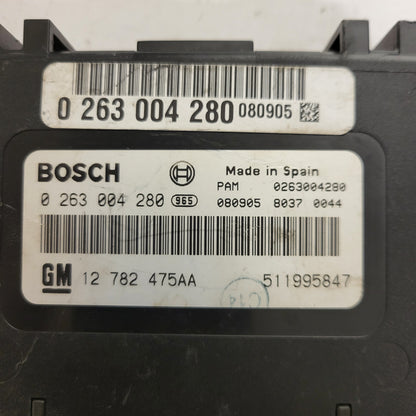 0 263 004 280 080905
BOSCH Made in Spain
PAM 0263004280
0 263 004 280 965 080905 8037 0044
GM 12 782 475AA 511995847
C14